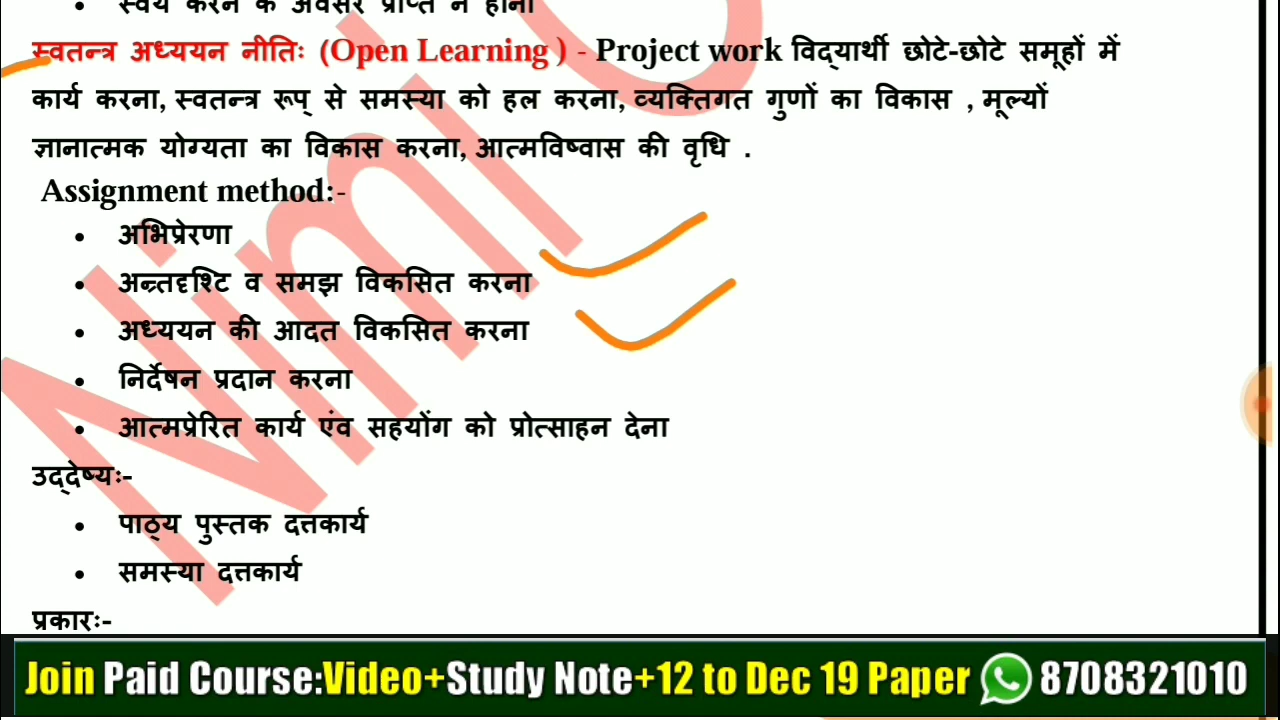 स्वयं करने के अवसर प्राप्त न होना
स्वतन्त्र अध्ययन नीतिः (Open Learning ) - Project work विद्यार्थी छोटे-छोटे समूहों में
कार्य करना, स्वतन्त्र रूप् से समस्या को हल करना, व्यक्तिगत गुणों का विकास , मूल्यों
ज्ञानात्मक योग्यता का विकास करना, आत्मविष्वास की वृधि .
Assignment method:-
• अभिप्रेरणा
• अन्र्तदृश्टि व समझ विकसित करना
• अध्ययन की आदत विकसित करना
• निर्देषन प्रदान करना
• आत्मप्रेरित कार्य एंव सहयोंग को प्रोत्साहन देना
उद्देष्यः-
• पाठ्य पुस्तक दत्तकार्य
• समस्या दत्तकार्य
प्रकारः-
Join Paid Course:Video+Study Note+12 to Dec 19 Paper 8708321010